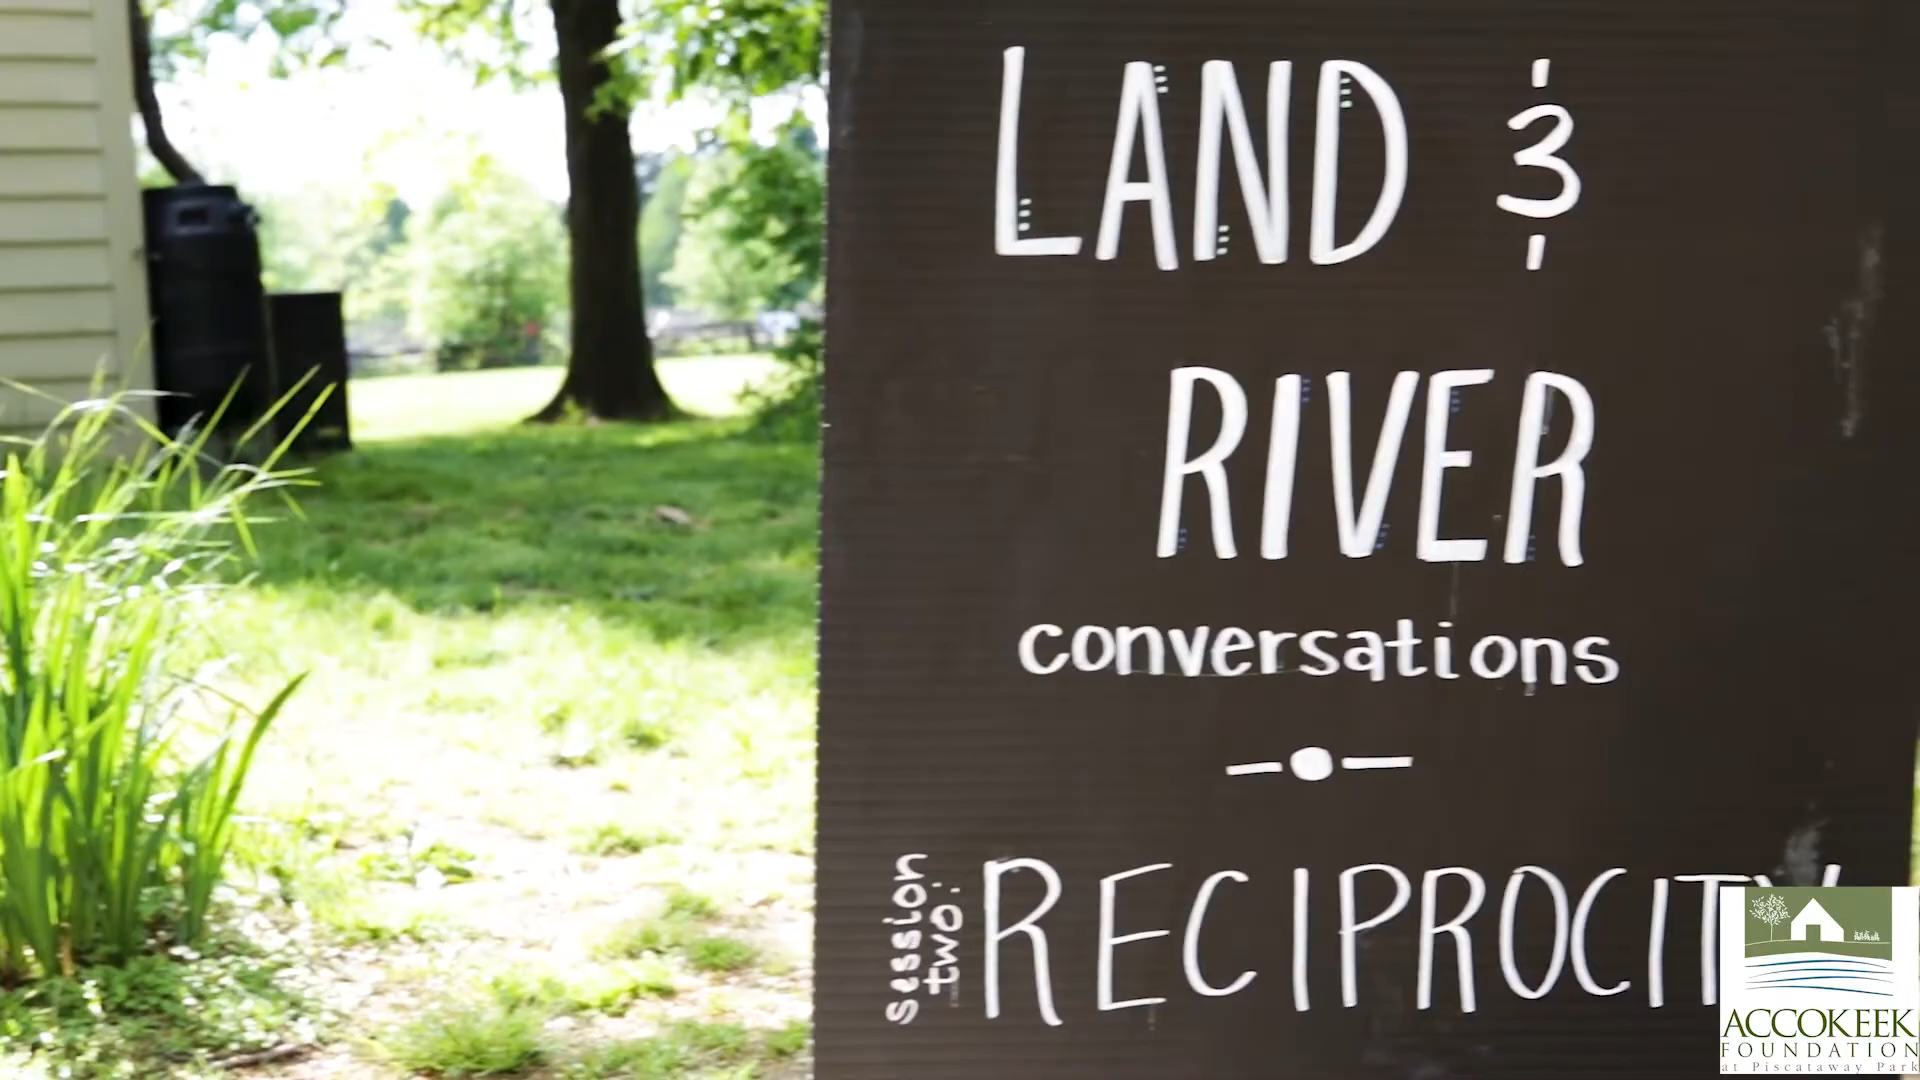 LAND &
RIVER
conversations
session
two:
RECIPROCITY
ACCOKEEK
FOUNDATION
at Piscataway Park